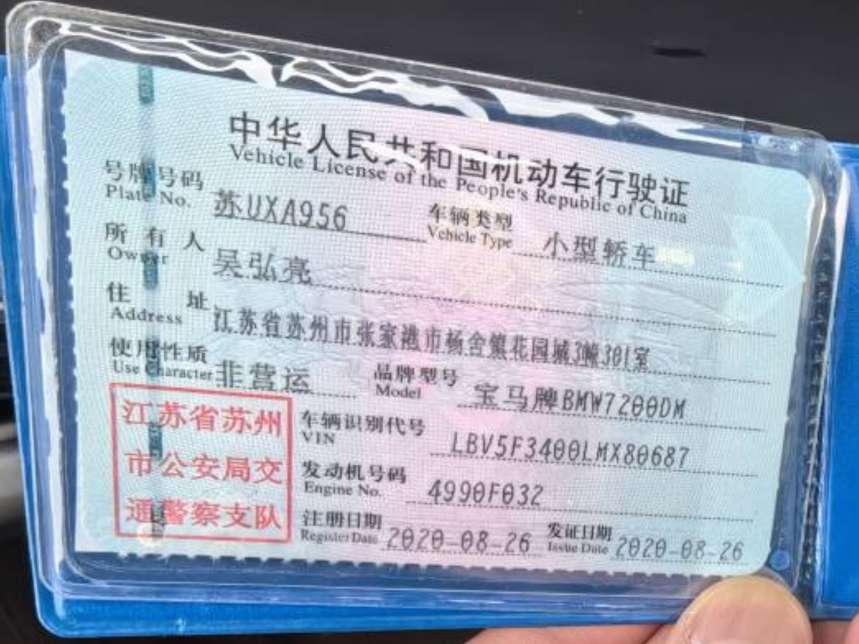 中华人民共和国机动车行驶证
Vehicle License of the People's Republic of China
号牌号码 苏UXA956 车辆类型 小型轿车
Plate No. Vehicle Type
所有人 吴弘亮
Owner
住址 江苏省苏州市张家港市杨舍镇花园城3幢301室
Address
使用性质 非营运 品牌型号 宝马牌BMW7200DM
Use Character Model
江苏省苏州
市公安局交
通警察支队
车辆识别代号 LBV5F3400LMX80687
VIN
发动机号码 4990F032
Engine No.
注册日期 2020-08-26 发证日期 2020-08-26
Register Date Issue Date